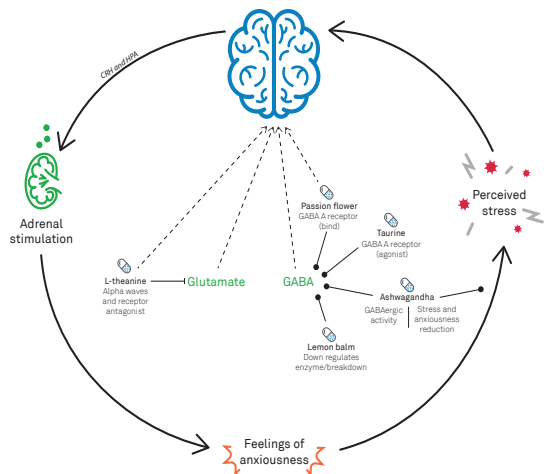 CRH and HPA
Adrenal
stimulation
Perceived
stress
Passion flower
GABA A receptor
(bind)
Taurine
GABA A receptor
(agonist)
L-theanine
Alpha waves
and receptor
antagonist
Glutamate
GABA
Ashwagandha
GABAergic
activity
Stress and
anxiousness
reduction
Lemon balm
Down regulates
enzyme/breakdown
Feelings of
anxiousness